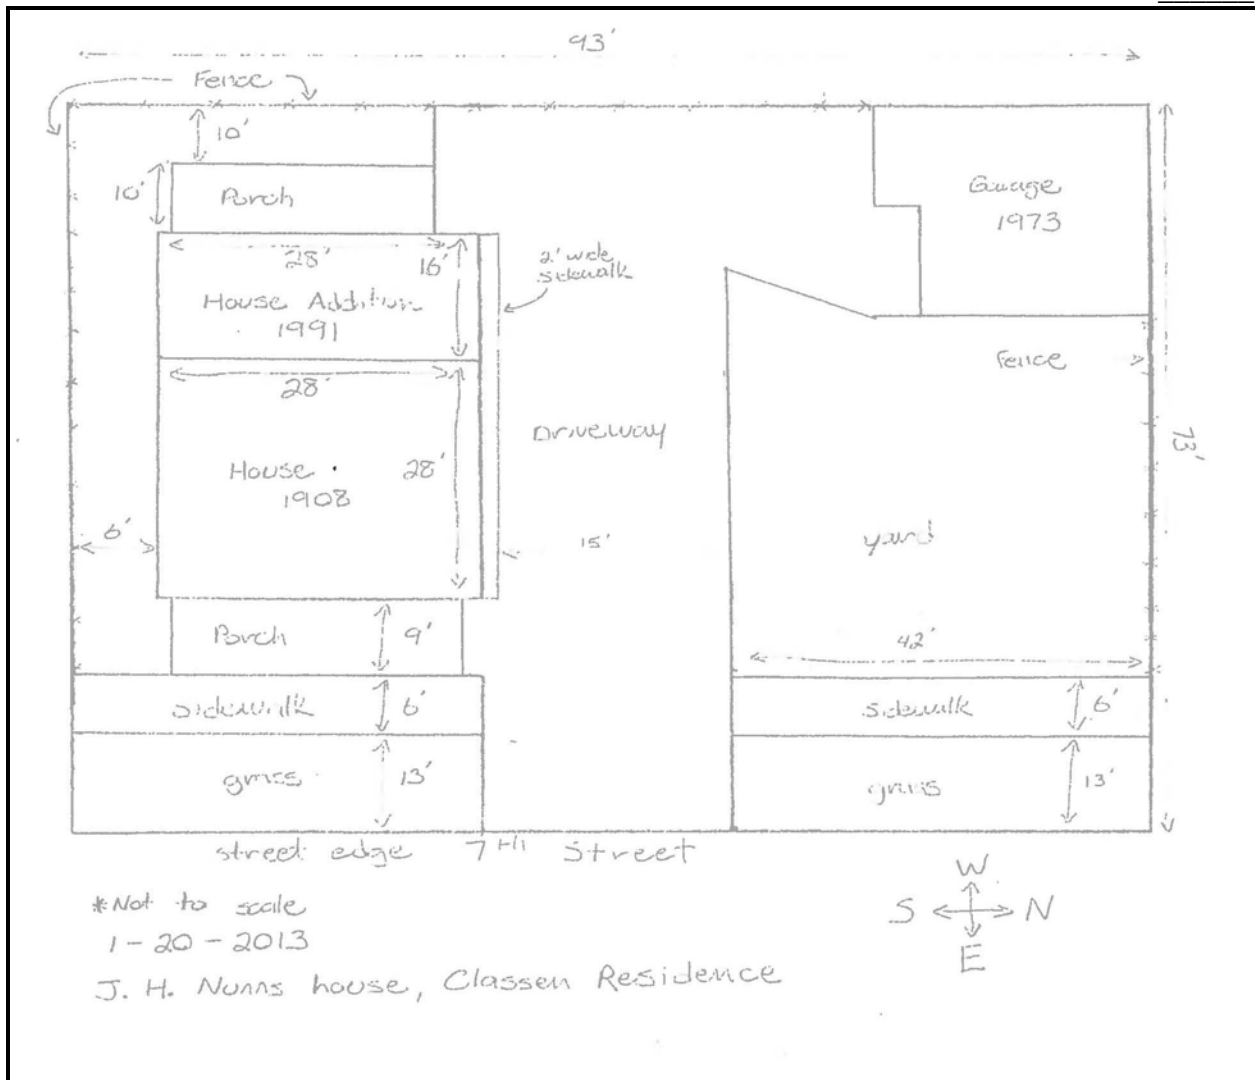 93'
Fence
10'
10'
Porch
Garage
1973
28'
16'
2' wide
sidewalk
House Addition
1991
Fence
28'
Driveway
73'
House
1908
28'
6'
15'
yard
Porch
9'
42'
sidewalk
6'
sidewalk
6'
grass
13'
grass
13'
street edge 7th Street
*Not to scale
1-20-2013
J. H. Nunns house, Classen Residence
W
S N
E